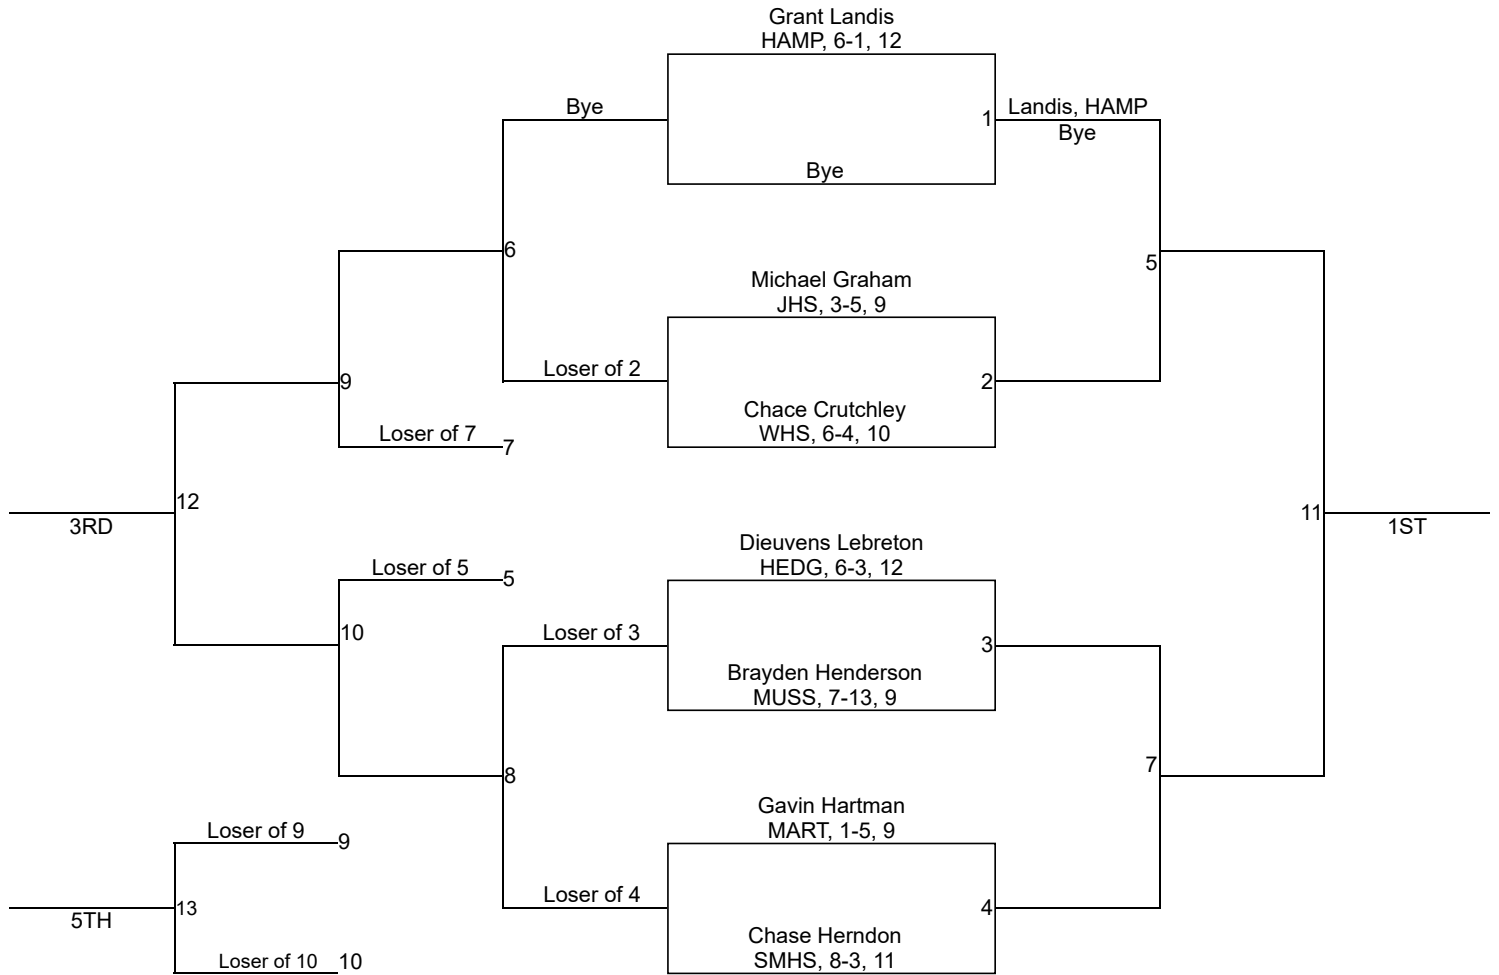 Grant Landis
HAMP, 6-1, 12
Bye
1
Landis, HAMP
Bye
Bye
6
5
Michael Graham
JHS, 3-5, 9
Loser of 2
2
9
Chace Crutchley
WHS, 6-4, 10
Loser of 7
7
12
3RD
11
1ST
Dieuvens Lebreton
HEDG, 6-3, 12
Loser of 5
5
10
Loser of 3
3
Brayden Henderson
MUSS, 7-13, 9
8
7
Gavin Hartman
MART, 1-5, 9
Loser of 9
9
Loser of 4
4
13
5TH
Chase Herndon
SMHS, 8-3, 11
Loser of 10
10